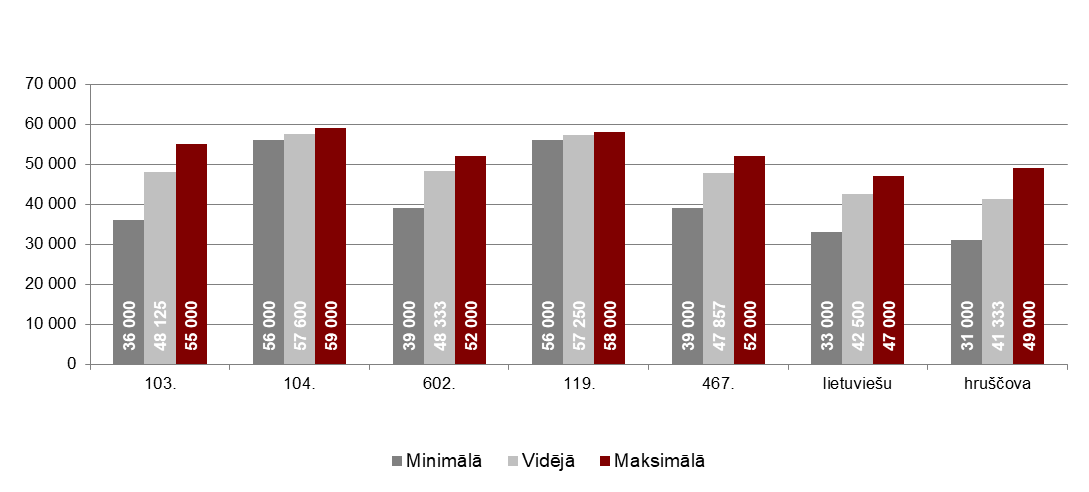 70 000
60 000
50 000
40 000
30 000
20 000
10 000
0
36 000 48 125 55 000 56 000 57 600 59 000 39 000 48 333 52 000 56 000 57 250 58 000 39 000 47 857 52 000 33 000 42 500 47 000 31 000 41 333 49 000
103. 104. 602. 119. 467. lietuviešu hruščova
Minimālā Vidējā Maksimālā